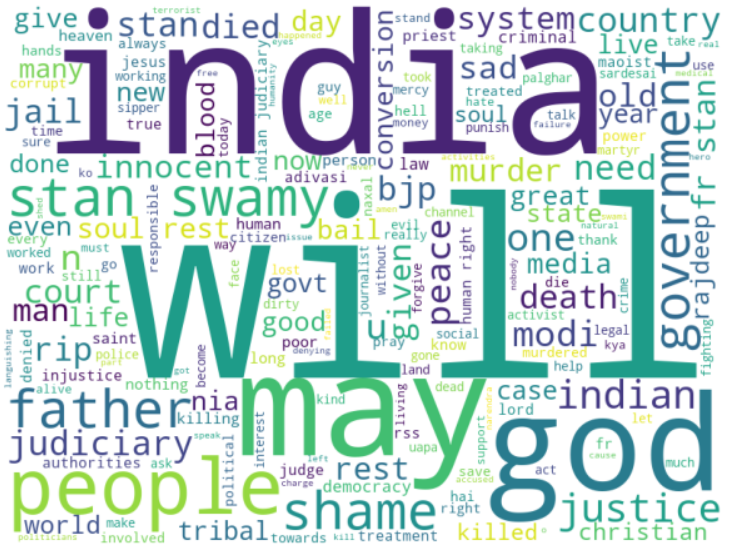 give
istandied
terrorist
day
system
country
india
heaven
always
many
hands
jesus
working
happened
eyes
stand
priest
criminal
taking
live
take
real
corrupt
free
guy
took
palghar
maoist
sardesai
use
jail
new
sipper
humanity
well
mercy
sad
treated
hate
medical
time
true
today
age
hell
soul
old
year
power
sure
blood
indian judiciary
conversion
money
punish
talk
failure
martyr
done
ko
innocent
now
person
law
activities
hero
never
adivasi
bjp
murder
need
government
fr stan
stan swamy
shed
naxal
great
even
soul rest
amen
bail
channel
evil
state
natural
swami
every
must
human
citizen
issue
really
one
thank
n
worked
still
go
way
responsible
journalist
given
without
peace
human right
media
nobody
work
face
lost
govt
dirty
forgive
die
crime
rajdeep
court
man
life
good
u
social
death
activist
saint
failed
pray
know
modi
legal
kya
fighting
languishing
denied
rip
police
part
poor
long
denying
gone
murdered
injustice
become
got
land
help
alive
nothing
will
may
dead
case
indian
father
nia
kind
living
narendra
lord
let
killing
rss
uapa
support
god
fr
cause
judiciary
speak
interest
left
rest
save
act
much
authorities
ask
political
judge
charge
democracy
accused
people
shame
hai
right
justice
world
make
involved
tribal
towards
treatment
killed
christian
politicians
kill